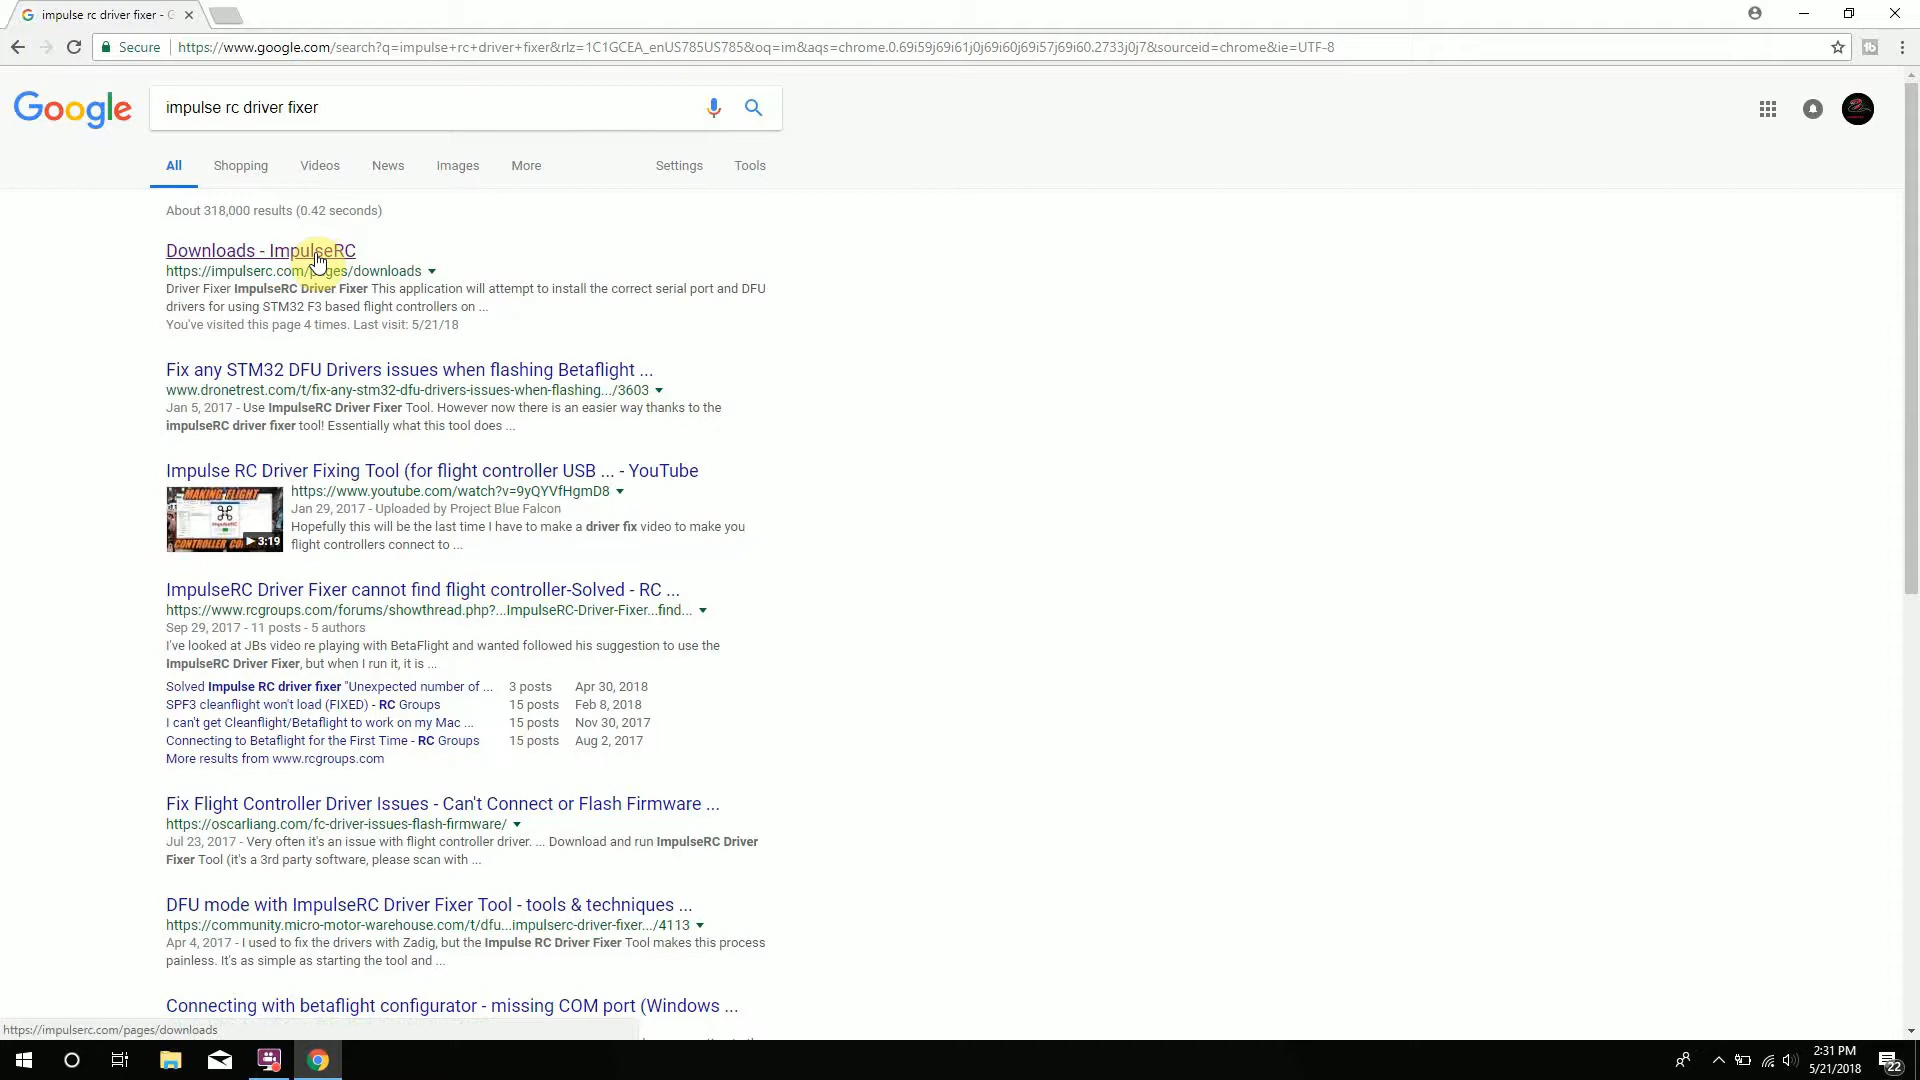 impulse rc driver fixer - G
Secure
https://www.google.com/search?q=impulse+rc+driver+fixer&rlz=1C1GCEA_enUS785US785&oq=im&aqs=chrome.0.69i59j69i61j0j69i60j69i57j69i60.2733j0j7&sourceid=chrome&ie=UTF-8
Google
impulse rc driver fixer
All Shopping Videos News Images More Settings Tools
About 318,000 results (0.42 seconds)
Downloads - ImpulseRC
https://impulserc.com/pages/downloads
Driver Fixer ImpulseRC Driver Fixer This application will attempt to install the correct serial port and DFU
drivers for using STM32 F3 based flight controllers on ...
You've visited this page 4 times. Last visit: 5/21/18
Fix any STM32 DFU Drivers issues when flashing Betaflight ...
www.dronetrest.com/t/fix-any-stm32-dfu-drivers-issues-when-flashing.../3603
Jan 5, 2017 - Use ImpulseRC Driver Fixer Tool. However now there is an easier way thanks to the
impulseRC driver fixer tool! Essentially what this tool does ...
Impulse RC Driver Fixing Tool (for flight controller USB ... - YouTube
MAKING FLIGHT
3:19
https://www.youtube.com/watch?v=9yQYVfHgmD8
Jan 29, 2017 - Uploaded by Project Blue Falcon
Hopefully this will be the last time I have to make a driver fix video to make you
flight controllers connect to ...
ImpulseRC Driver Fixer cannot find flight controller-Solved - RC ...
https://www.rcgroups.com/forums/showthread.php?...ImpulseRC-Driver-Fixer...find...
Sep 29, 2017 - 11 posts - 5 authors
I've looked at JBs video re playing with BetaFlight and wanted followed his suggestion to use the
ImpulseRC Driver Fixer, but when I run it, it is ...
Solved Impulse RC driver fixer "Unexpected number of ... 3 posts Apr 30, 2018
SPF3 cleanflight won't load (FIXED) - RC Groups 15 posts Feb 8, 2018
I can't get Cleanflight/Betaflight to work on my Mac ... 15 posts Nov 30, 2017
Connecting to Betaflight for the First Time - RC Groups 15 posts Aug 2, 2017
More results from www.rcgroups.com
Fix Flight Controller Driver Issues - Can't Connect or Flash Firmware ...
https://oscarliang.com/fc-driver-issues-flash-firmware/
Jul 23, 2017 - Very often it's an issue with flight controller driver. ... Download and run ImpulseRC Driver
Fixer Tool (it's a 3rd party software, please scan with ...
DFU mode with ImpulseRC Driver Fixer Tool - tools & techniques ...
https://community.micro-motor-warehouse.com/t/dfu...impulserc-driver-fixer.../4113
Apr 4, 2017 - I used to fix the drivers with Zadig, but the Impulse RC Driver Fixer Tool makes this process
painless. It's as simple as starting the tool and ...
Connecting with betaflight configurator - missing COM port (Windows ...
https://impulserc.com/pages/downloads
2:31 PM
5/21/2018
22